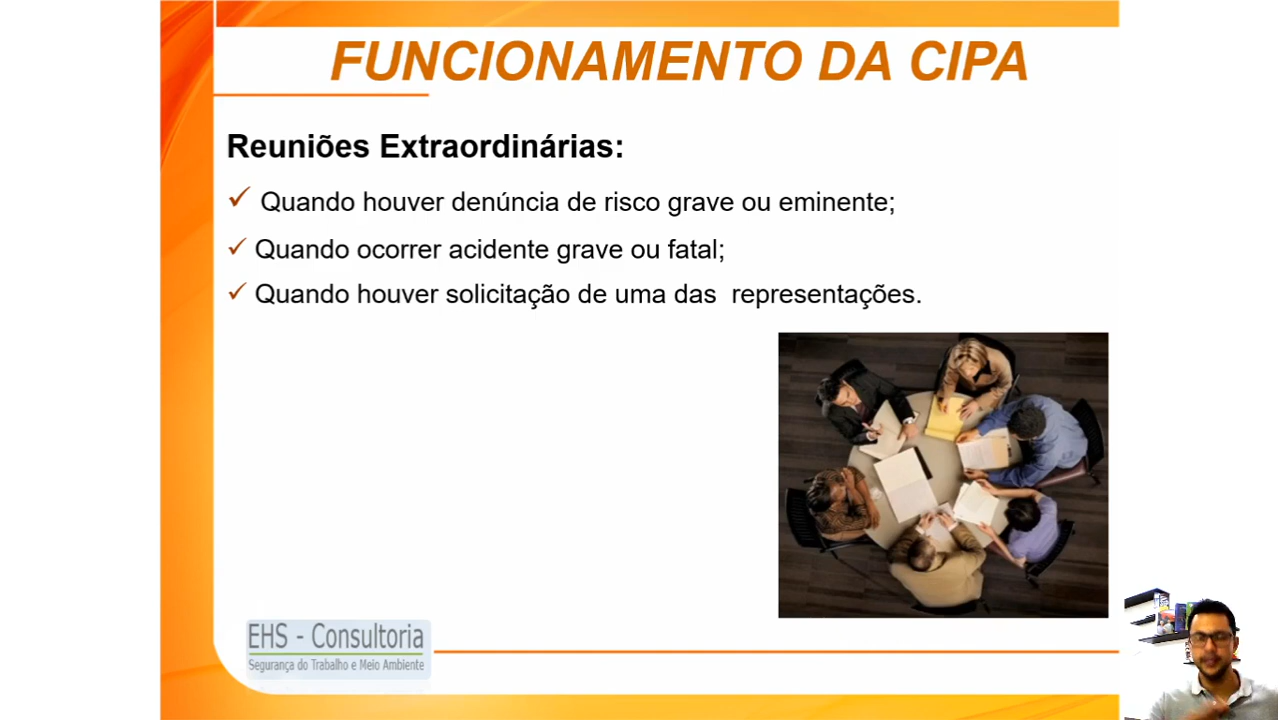 FUNCIONAMENTO DA CIPA
Reuniões Extraordinárias:
✓ Quando houver denúncia de risco grave ou eminente;
✓ Quando ocorrer acidente grave ou fatal;
✓ Quando houver solicitação de uma das representações.
EHS - Consultoria
Segurança do Trabalho e Meio Ambiente